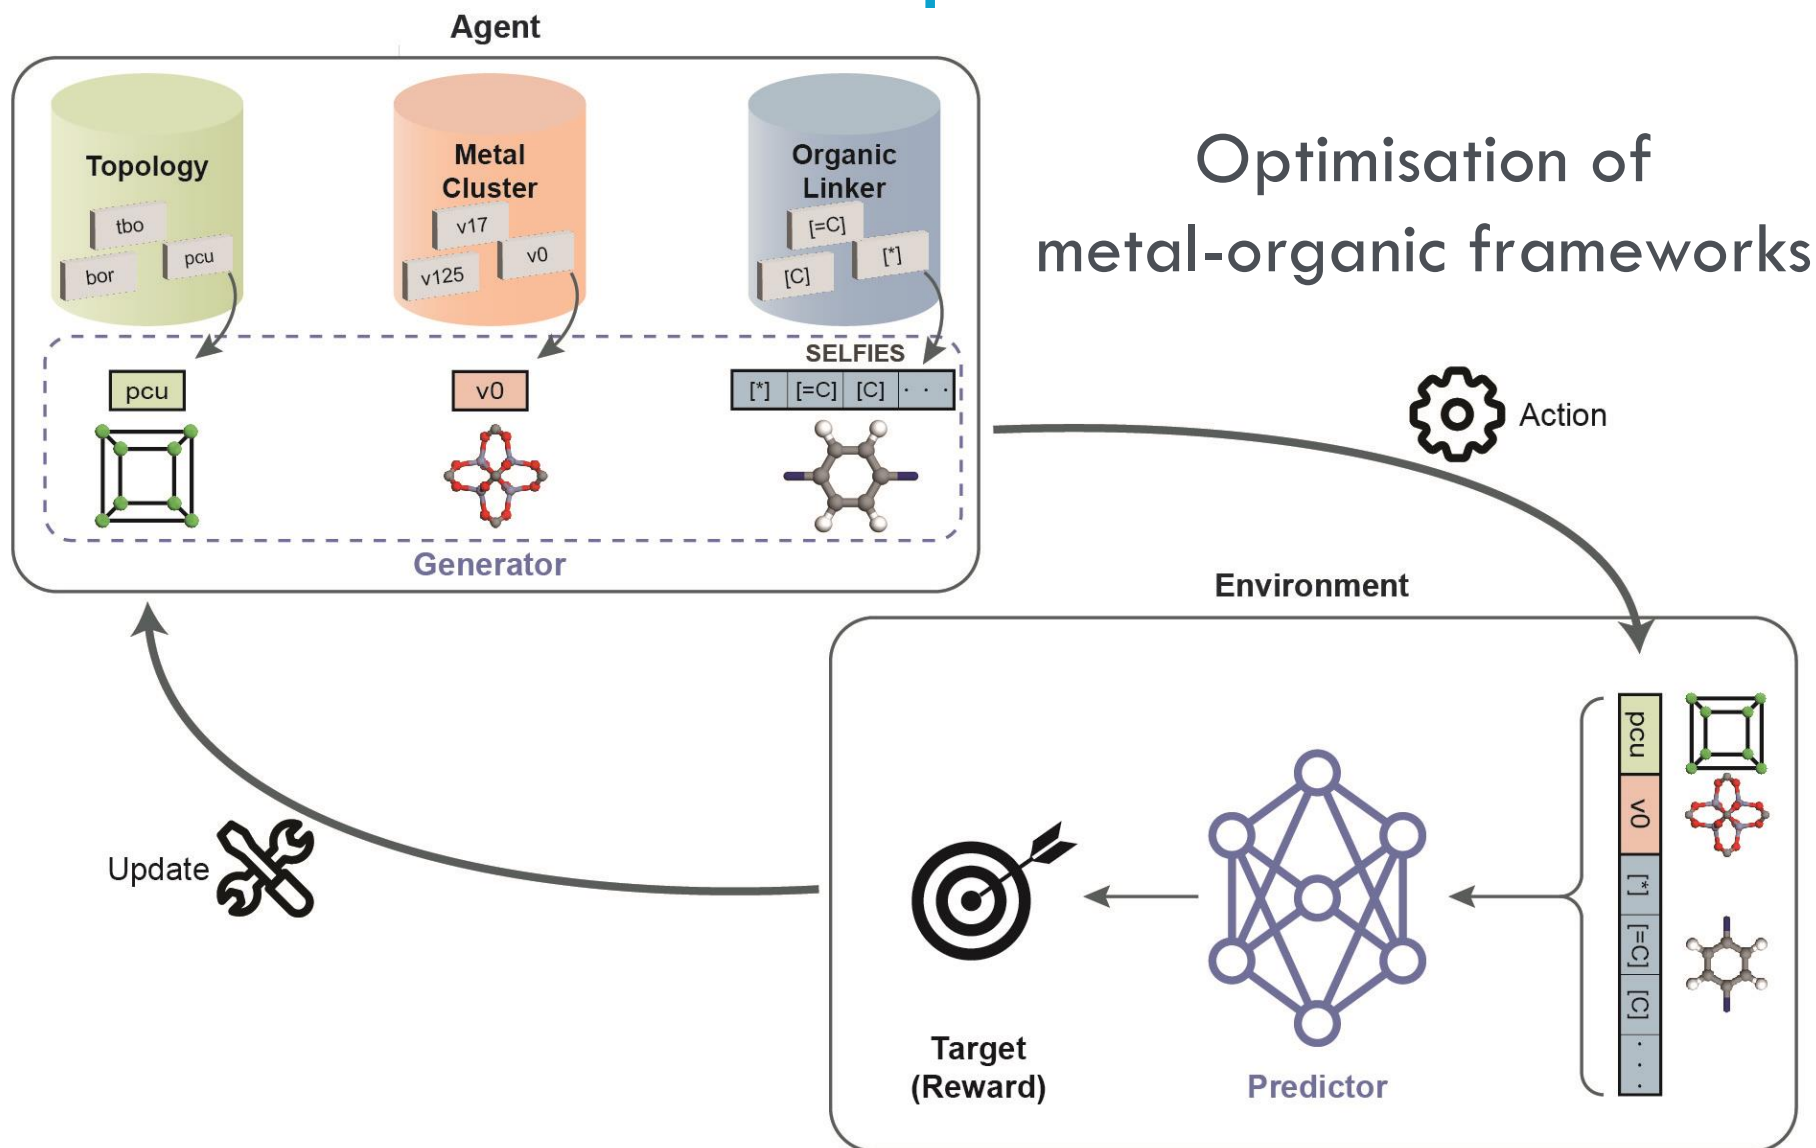 Agent
Topology
tbo
bor
pcu
Metal
Cluster
v17
v125
v0
Organic
Linker
[=C]
[C]
[*]
Optimisation of
metal-organic frameworks
pcu
v0
SELFIES
[*] [=C] [C] · · ·
Generator
Action
Environment
pcu
v0
[*]
[=C]
[C]
· · ·
Predictor
Target
(Reward)
Update